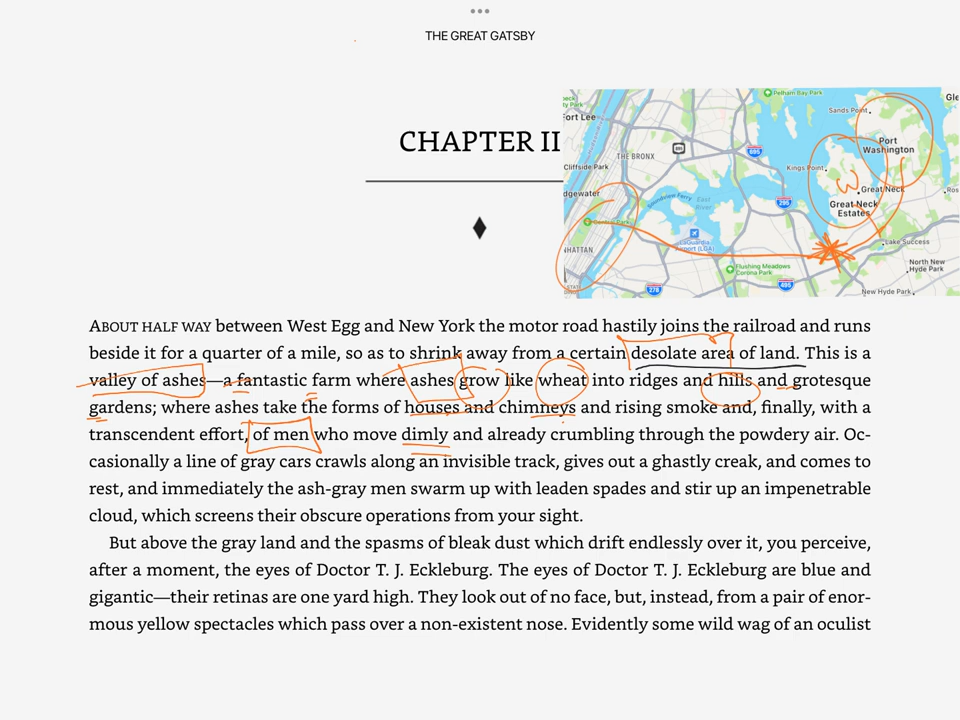 THE GREAT GATSBY
CHAPTER II
Pelham Bay Park
Fort Lee
Sands Point
THE BRONX
Port
Washington
Cliffside Park
Kings Point
dgewater
Soundview Ferry
East
River
295
Great Neck
W
Great Neck
Estates
Central Park
LaGuardia
Airport (LGA)
NHATTAN
Lake Success
Flushing Meadows
Corona Park
North New
Hyde Park
278
495
New Hyde Park
ABOUT HALF WAY between West Egg and New York the motor road hastily joins the railroad and runs
beside it for a quarter of a mile, so as to shrink away from a certain desolate area of land. This is a
valley of ashes—a fantastic farm where ashes grow like wheat into ridges and hills and grotesque
gardens; where ashes take the forms of houses and chimneys and rising smoke and, finally, with a
transcendent effort, of men who move dimly and already crumbling through the powdery air. Oc-
casionally a line of gray cars crawls along an invisible track, gives out a ghastly creak, and comes to
rest, and immediately the ash-gray men swarm up with leaden spades and stir up an impenetrable
cloud, which screens their obscure operations from your sight.
But above the gray land and the spasms of bleak dust which drift endlessly over it, you perceive,
after a moment, the eyes of Doctor T. J. Eckleburg. The eyes of Doctor T. J. Eckleburg are blue and
gigantic—their retinas are one yard high. They look out of no face, but, instead, from a pair of enor-
mous yellow spectacles which pass over a non-existent nose. Evidently some wild wag of an oculist